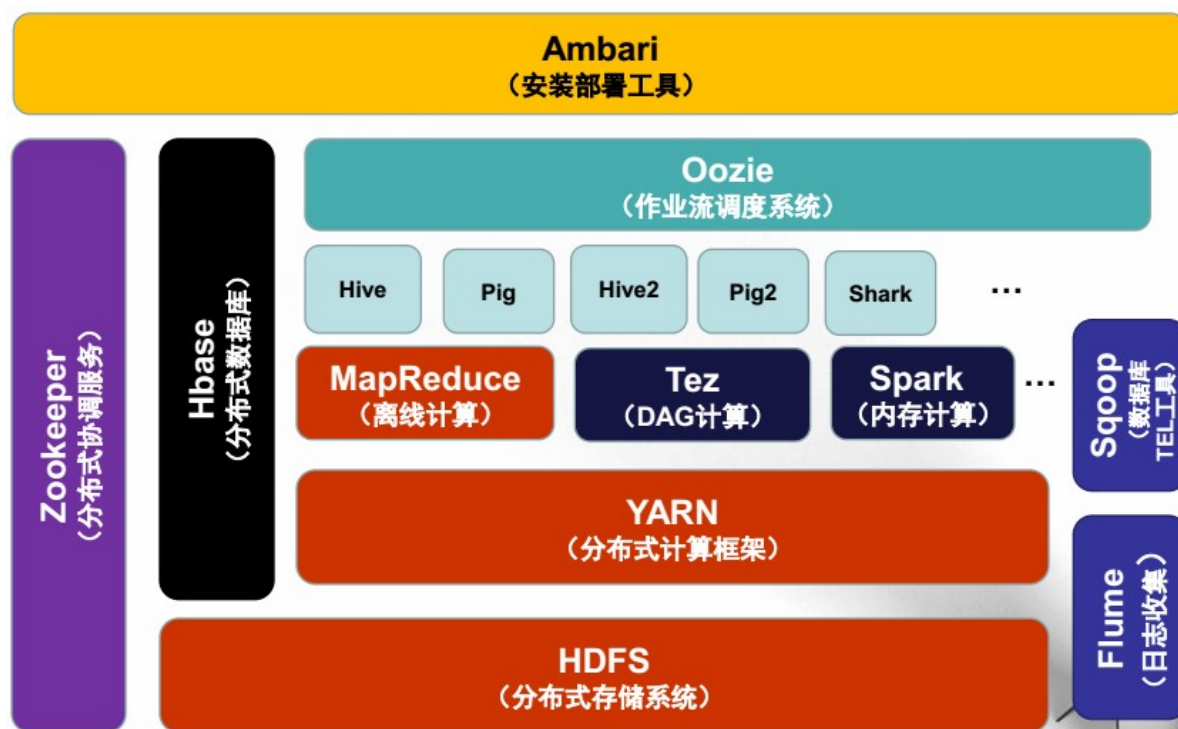 Ambari
（安装部署工具）
Oozie
（作业流调度系统）
Hive
Pig
Hive2
Pig2
Shark
…
MapReduce
（离线计算）
Tez
（DAG计算）
Spark
（内存计算）
…
YARN
（分布式计算框架）
HDFS
（分布式存储系统）
Zookeeper
（分布式协调服务）
Hbase
（分布式数据库）
Sqoop
（数据库
TEL工具）
Flume
（日志收集）